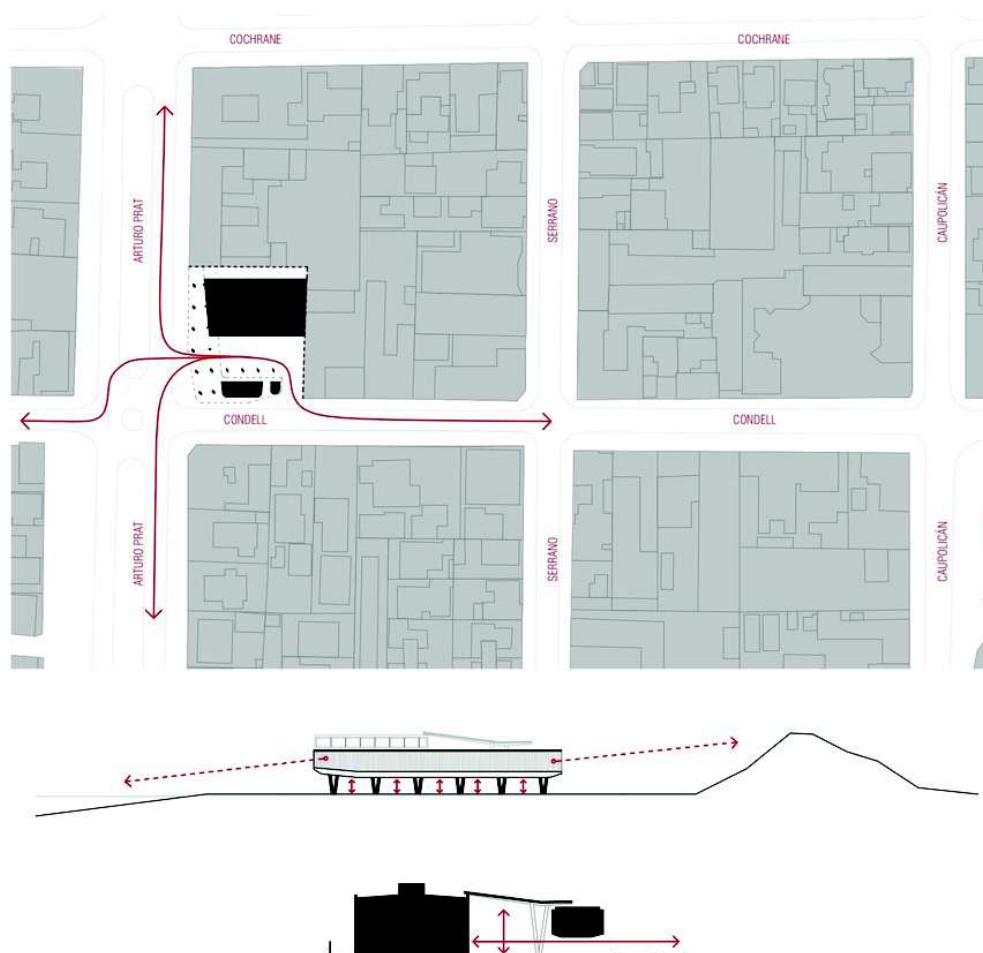 COCHRANE
COCHRANE
ARTURO PRAT
SERRANO
CAUPOLICÁN
CONDELL
CONDELL
ARTURO PRAT
SERRANO
CAUPOLICÁN